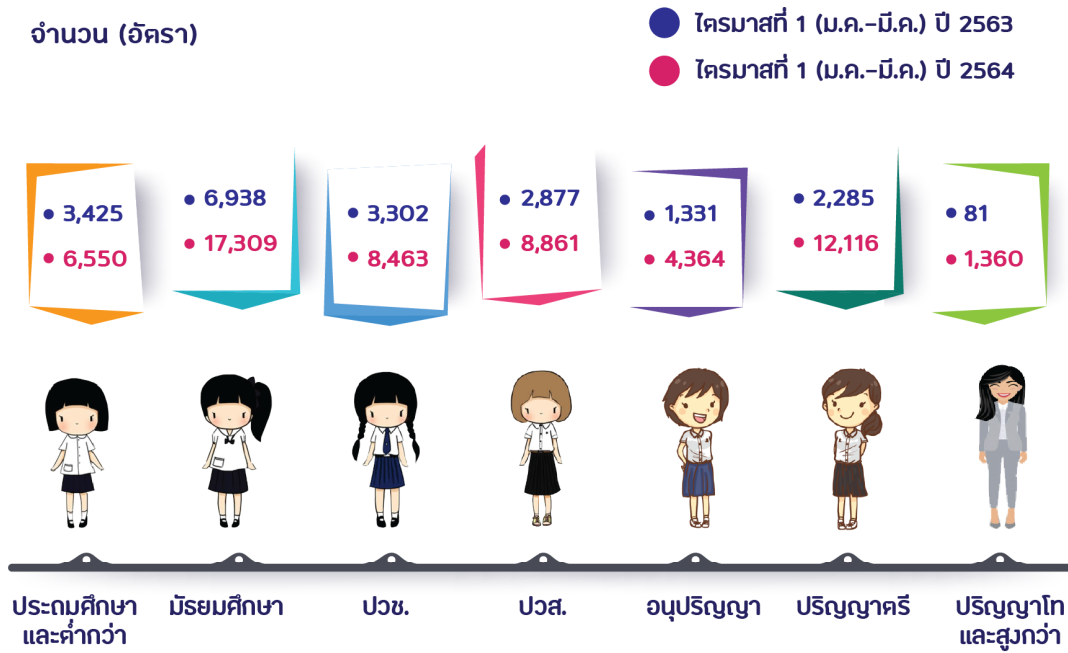 จำนวน (อัตรา)
ไตรมาสที่ 1 (ม.ค.-มี.ค.) ปี 2563
ไตรมาสที่ 1 (ม.ค.-มี.ค.) ปี 2564
3,425
6,550
6,938
17,309
3,302
8,463
2,877
8,861
1,331
4,364
2,285
12,116
81
1,360
ประถมศึกษา
และต่ำกว่า
มัธยมศึกษา
ปวช.
ปวส.
อนุปริญญา
ปริญญาตรี
ปริญญาโท
และสูงกว่า